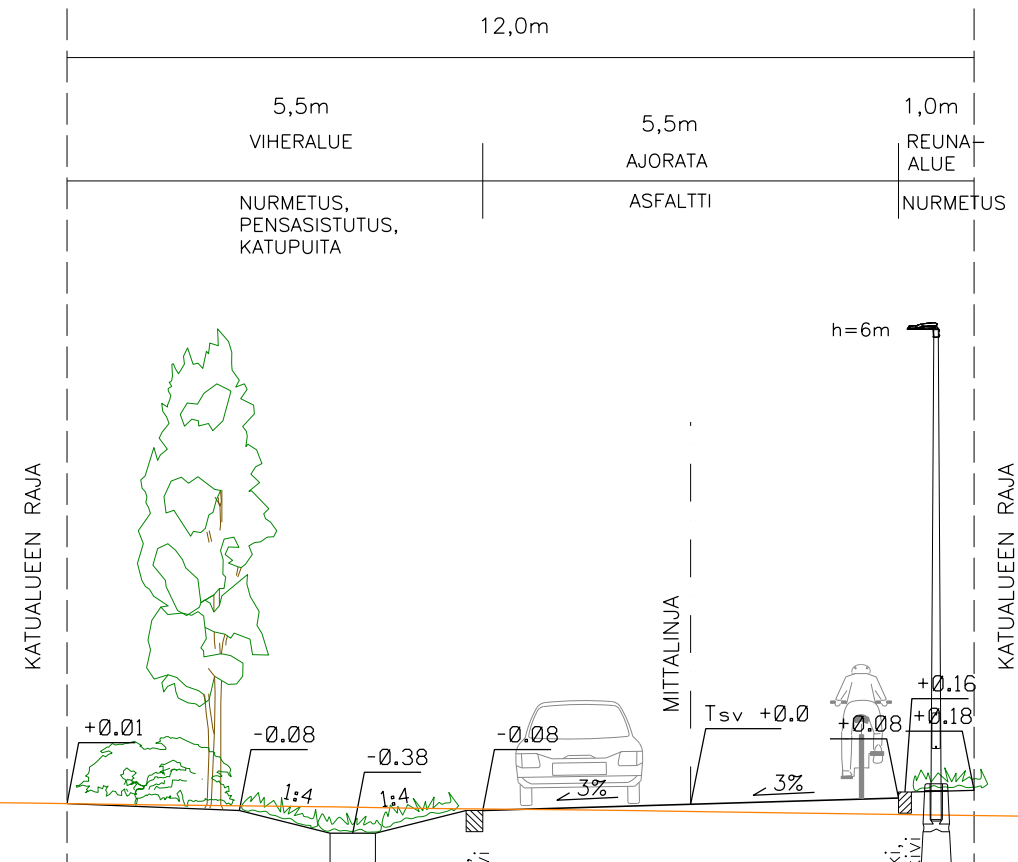 12,0m
5,5m
VIHERALUE
5,5m
AJORATA
1,0m
REUNA-
ALUE
NURMETUS,
PENSASISTUTUS,
KATUPUITA
ASFALTTI
NURMETUS
h=6m
KATUALUEEN RAJA
MITTALINJA
KATUALUEEN RAJA
+0.01
-0.08
-0.38
-0.08
Tsv +0.0
+0.08
+0.16
+0.18
1:4
1:4
3%
3%